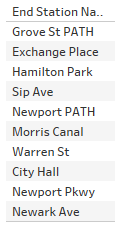 End Station Na..
Grove St PATH
Exchange Place
Hamilton Park
Sip Ave
Newport PATH
Morris Canal
Warren St
City Hall
Newport Pkwy
Newark Ave